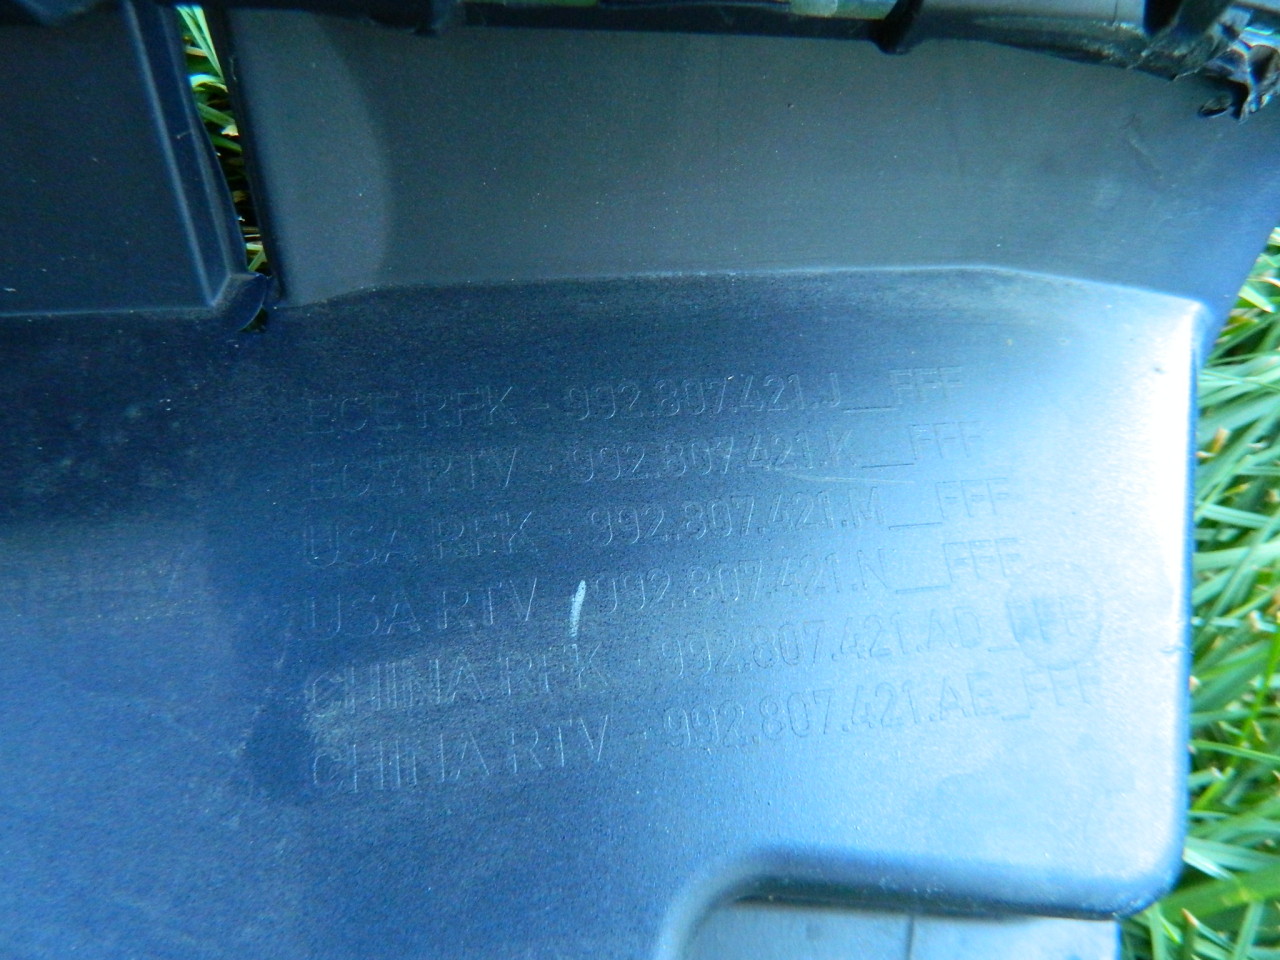 ECE RFK - 992.807.421.J__FFF
ECE RTV - 992.807.421.K__FFF
USA RFK - 992.807.421.M__FFF
USA RTV 992.807.421.N__FFF
CHINA RFK - 992.807.421.AD_FFF
CHINA RTV - 992.807.421.AE_FFF